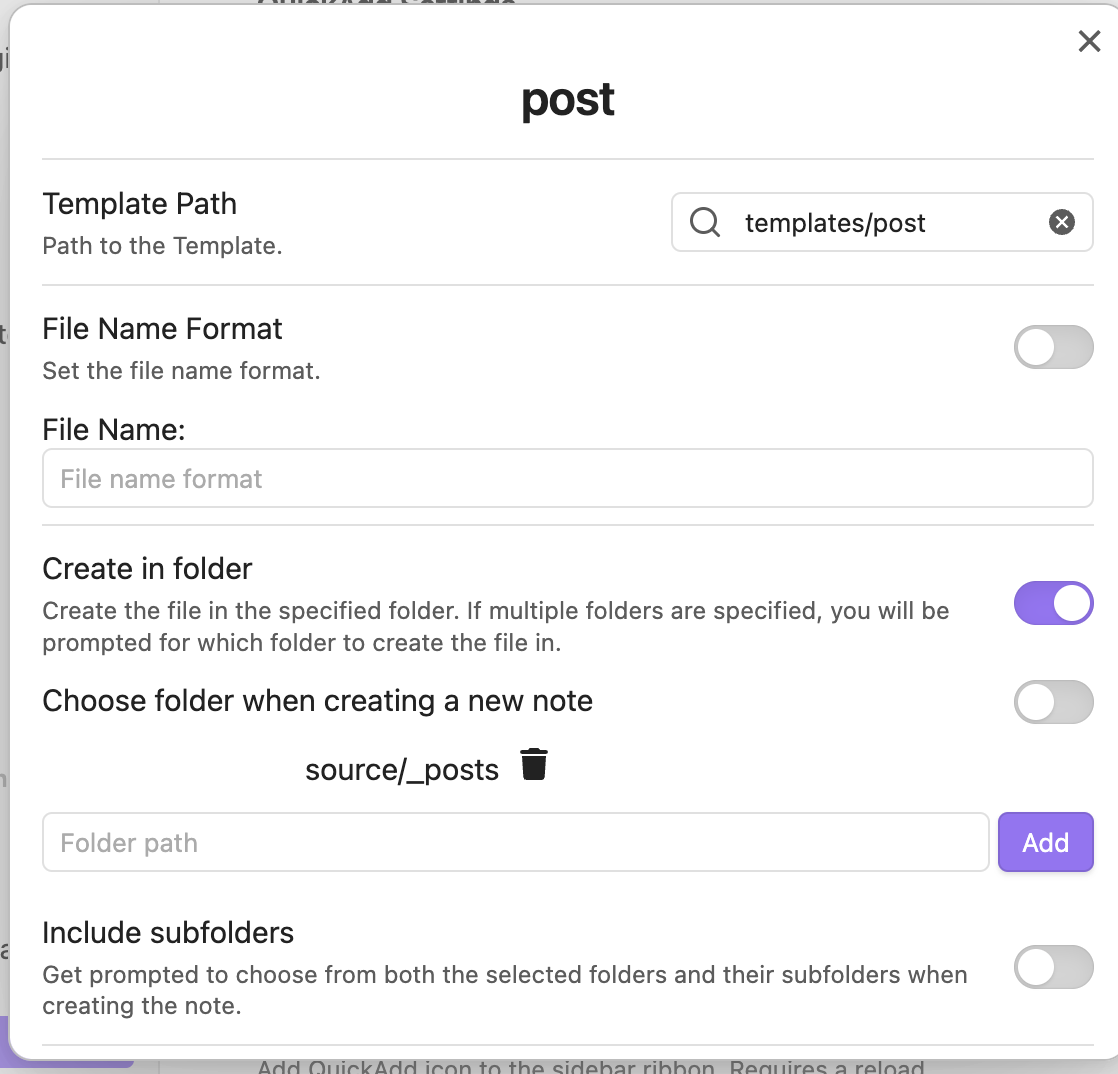 QuickAdd Settings
post
Template Path
Path to the Template.
templates/post
File Name Format
Set the file name format.
File Name:
File name format
Create in folder
Create the file in the specified folder. If multiple folders are specified, you will be
prompted for which folder to create the file in.
Choose folder when creating a new note
source/_posts
Folder path
Add
Include subfolders
Get prompted to choose from both the selected folders and their subfolders when
creating the note.
Add QuickAdd icon to the sidebar ribbon. Requires a reload.